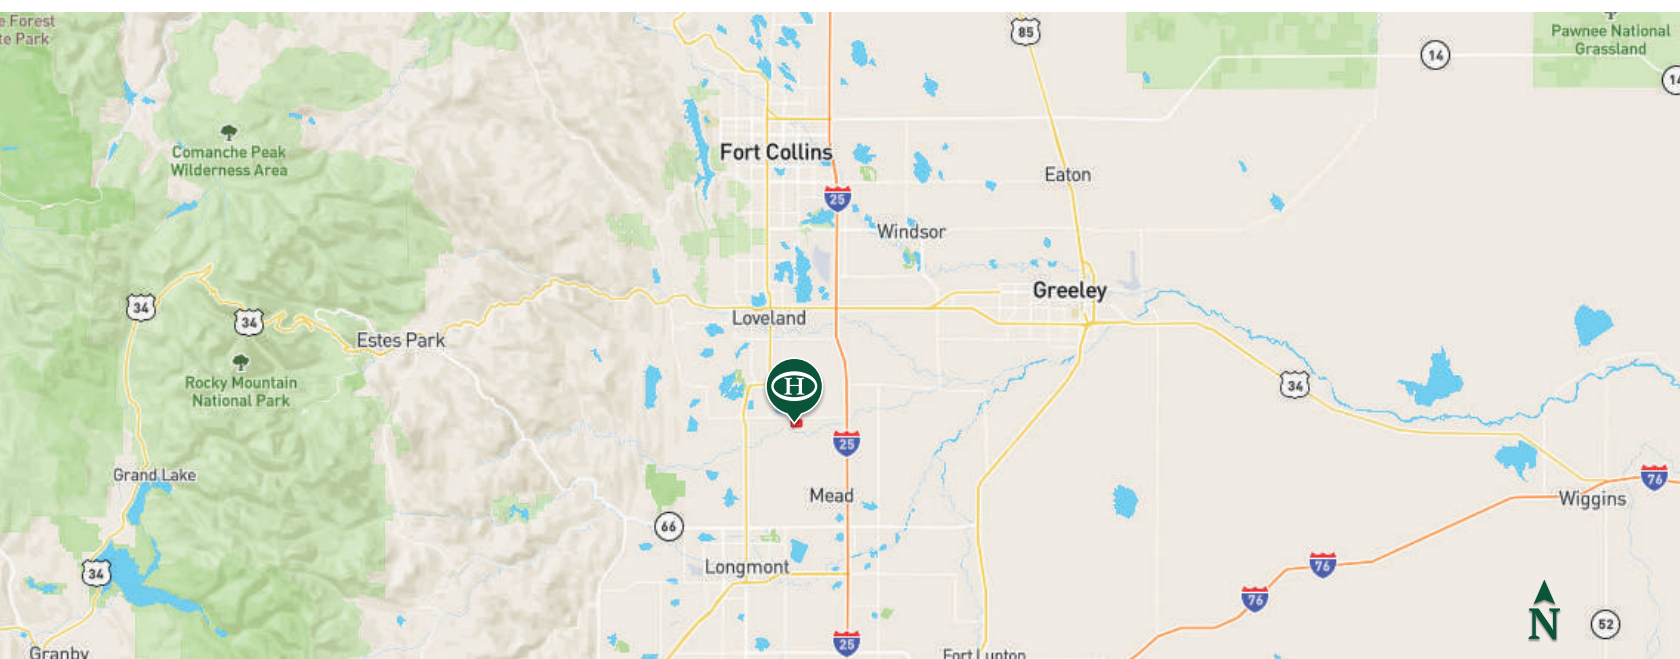 e Forest
te Park
85
Pawnee National
Grassland
14
14
Comanche Peak
Wilderness Area
Fort Collins
Eaton
25
Windsor
Greeley
34
34
Loveland
Estes Park
Rocky Mountain
National Park
H
34
25
Grand Lake
Mead
76
Wiggins
66
Longmont
34
76
76
N
52
25
Granby
Fort Lupton